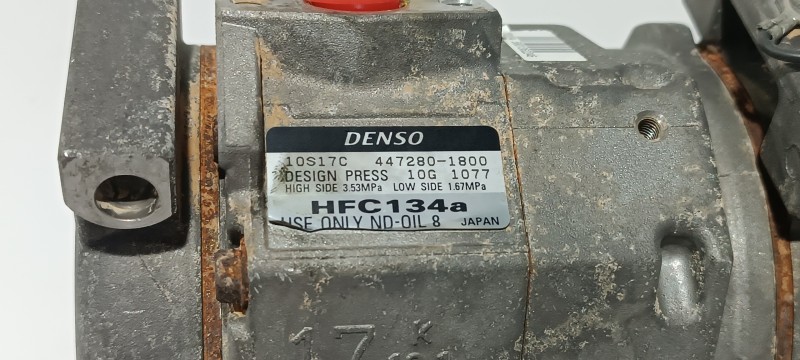 DENSO
10S17C 447280-1800
DESIGN PRESS 10G 1077
HIGH SIDE 3.53MPa LOW SIDE 1.67MPa
HFC134a
USE ONLY ND-OIL 8 JAPAN
17 K